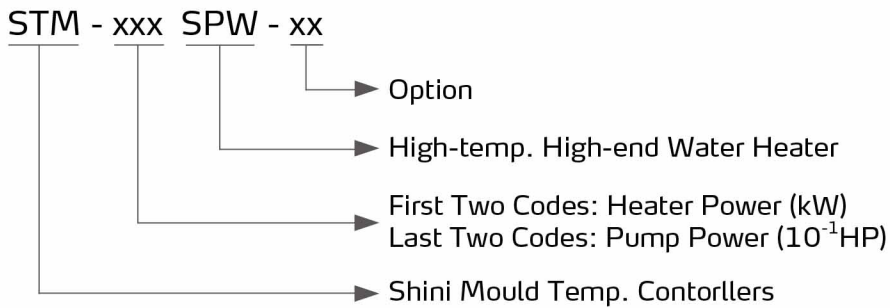 STM - xxx SPW - xx
Option
High-temp. High-end Water Heater
First Two Codes: Heater Power (kW)
Last Two Codes: Pump Power (10⁻¹HP)
Shini Mould Temp. Contorllers